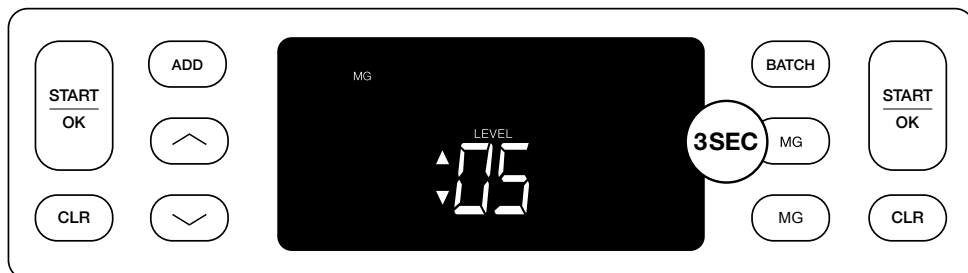 START
OK
CLR
ADD
MG
LEVEL
05
3SEC
BATCH
MG
MG
START
OK
CLR